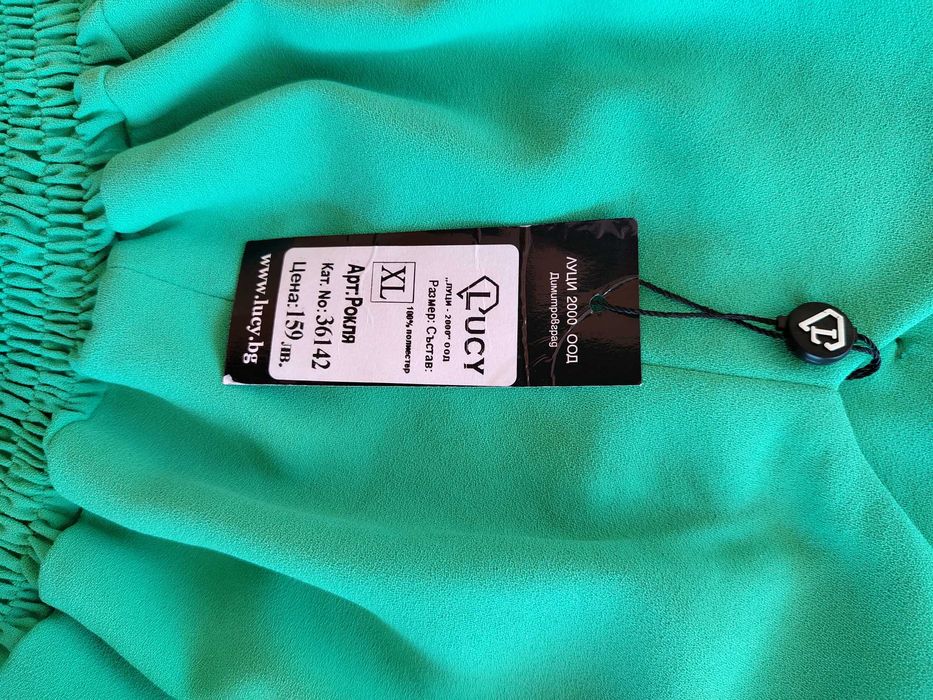 ЛУЦИ 2000 ООД
Димитровград
LUCY
„ЛУЦИ - 2000" ООД
Размер: Състав:
XL 100% полиестер
Арт.Рокля
Кат. No:36142
Цена:159 лв.
www.lucy.bg